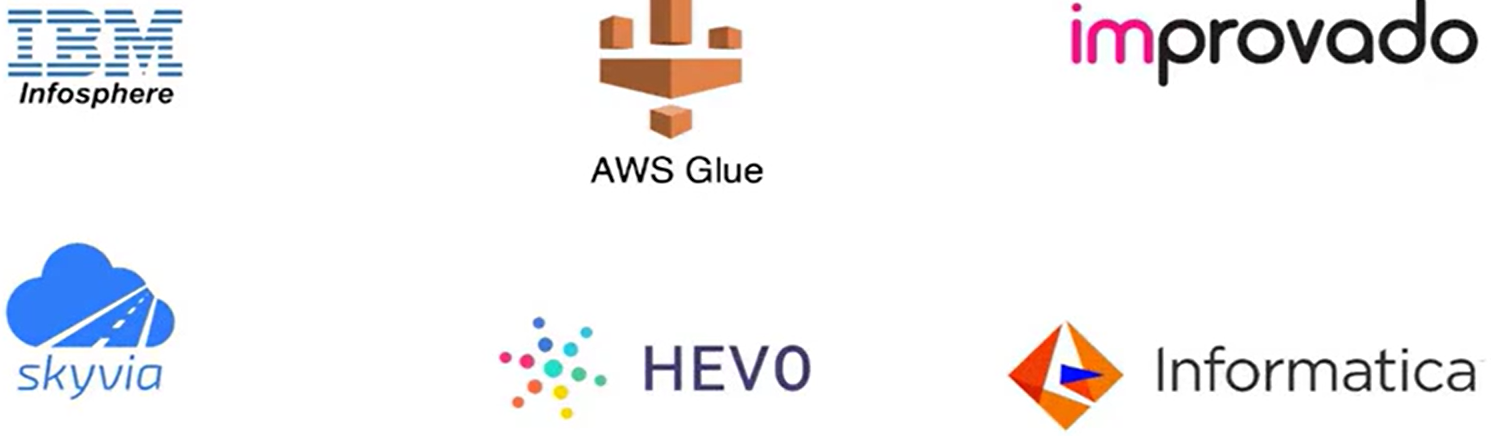 IBM
Infosphere
AWS Glue
improvado
skyvia
HEVO
Informatica